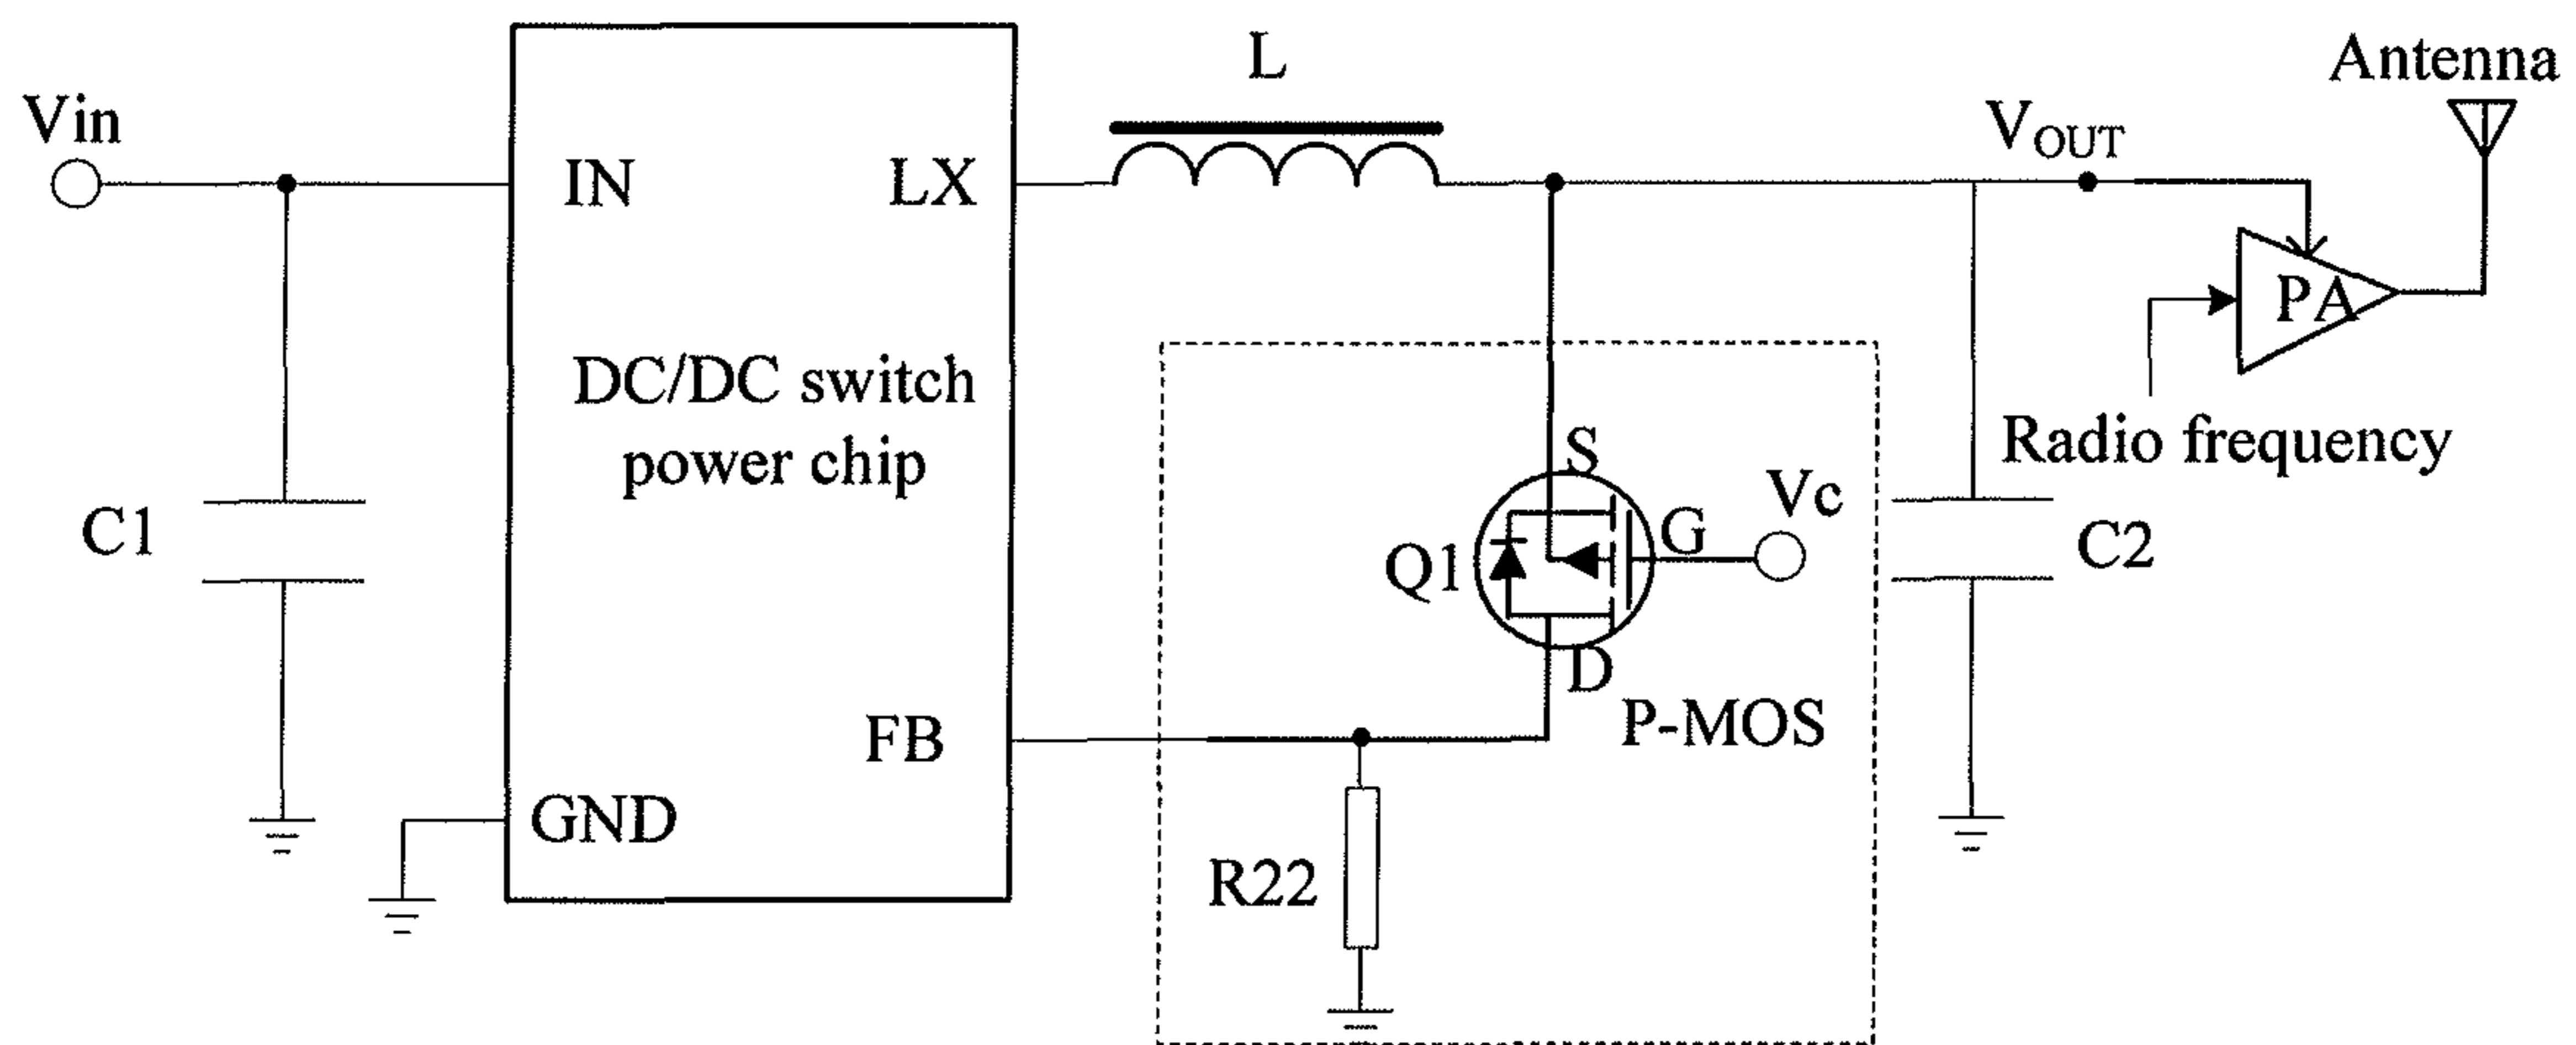 Antenna
L
Vin
VOUT
IN
LX
PA
DC/DC switch
power chip
Radio frequency
S
Vc
G
C1
Q1
C2
D
P-MOS
FB
GND
R22